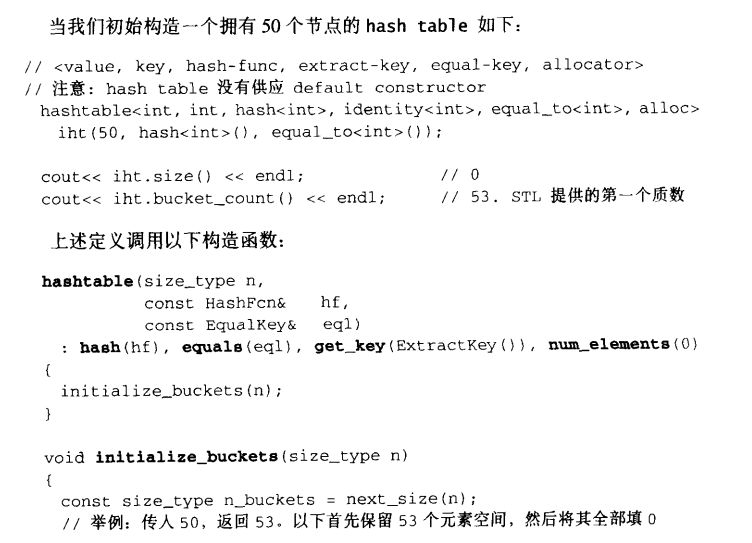 当我们初始构造一个拥有 50 个节点的 hash table 如下：
// <value, key, hash-func, extract-key, equal-key, allocator>
// 注意：hash table 没有供应 default constructor
hashtable<int, int, hash<int>, identity<int>, equal_to<int>, alloc>
iht(50, hash<int>(), equal_to<int>());
cout<< iht.size() << endl; // 0
cout<< iht.bucket_count() << endl; // 53. STL 提供的第一个质数
上述定义调用以下构造函数：
hashtable(size_type n,
const HashFcn& hf,
const EqualKey& eql)
: hash(hf), equals(eql), get_key(ExtractKey()), num_elements(0)
{
initialize_buckets(n);
}
void initialize_buckets(size_type n)
{
const size_type n_buckets = next_size(n);
// 举例：传入 50，返回 53。以下首先保留 53 个元素空间，然后将其全部填 0